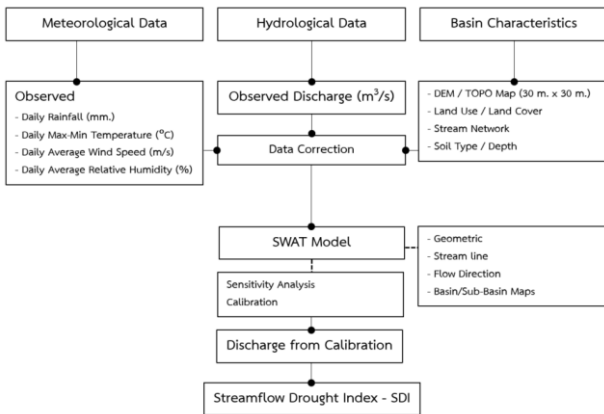 Meteorological Data
Hydrological Data
Basin Characteristics
Observed
- Daily Rainfall (mm.)
- Daily Max-Min Temperature (⁰C)
- Daily Average Wind Speed (m/s)
- Daily Average Relative Humidity (%)
Observed Discharge (m³/s)
- DEM / TOPO Map (30 m. x 30 m.)
- Land Use / Land Cover
- Stream Network
- Soil Type / Depth
Data Correction
SWAT Model
- Geometric
- Stream line
- Flow Direction
- Basin/Sub-Basin Maps
Sensitivity Analysis
Calibration
Discharge from Calibration
Streamflow Drought Index - SDI